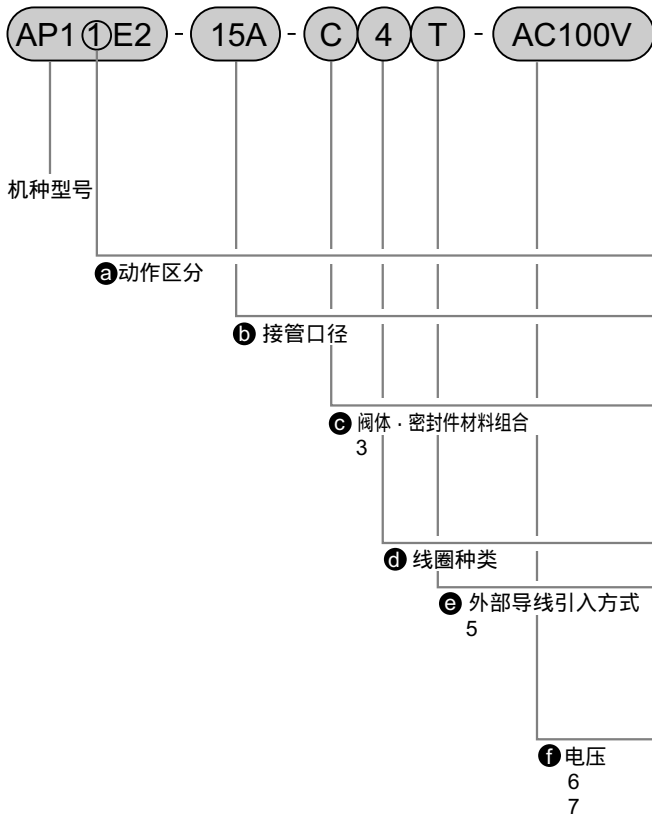 AP1①E2 - 15A - C 4 T - AC100V
机种型号
ⓐ动作区分
ⓑ 接管口径
ⓒ 阀体·密封件材料组合
3
ⓓ 线圈种类
ⓔ 外部导线引入方式
5
ⓕ 电压
6
7